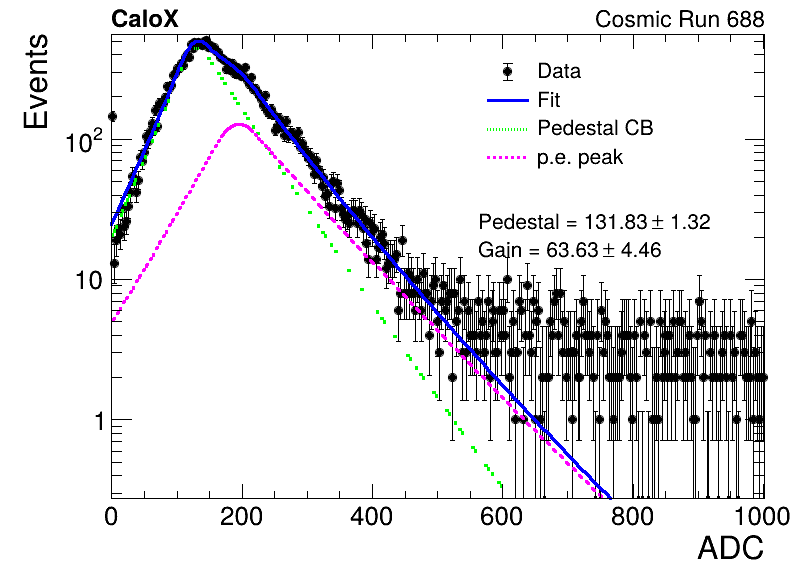 CaloX Cosmic Run 688
Events
Data
Fit
Pedestal CB
p.e. peak
Pedestal = 131.83 ± 1.32
Gain = 63.63 ± 4.46
10²
10
1
0 200 400 600 800 1000
ADC